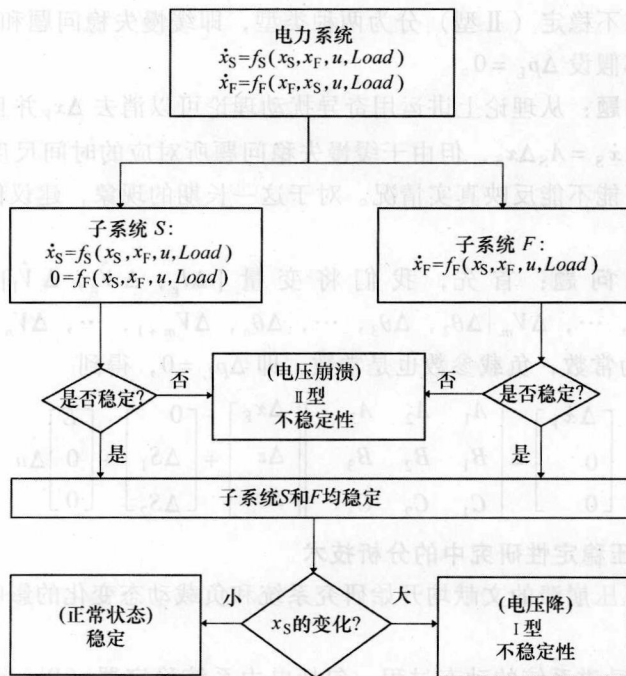 电力系统
ẋS=fS(xS,xF,u,Load)
ẋF=fF(xS,xF,u,Load)
子系统 S:
ẋS=fS(xS,xF,u,Load)
0=fF(xS,xF,u,Load)
子系统 F:
ẋF=fF(xS,xF,u,Load)
是否稳定?
否
(电压崩溃)
Ⅱ型
不稳定性
否
是否稳定?
是
是
子系统S和F均稳定
(正常状态)
稳定
小
xS的变化?
大
(电压降)
Ⅰ型
不稳定性